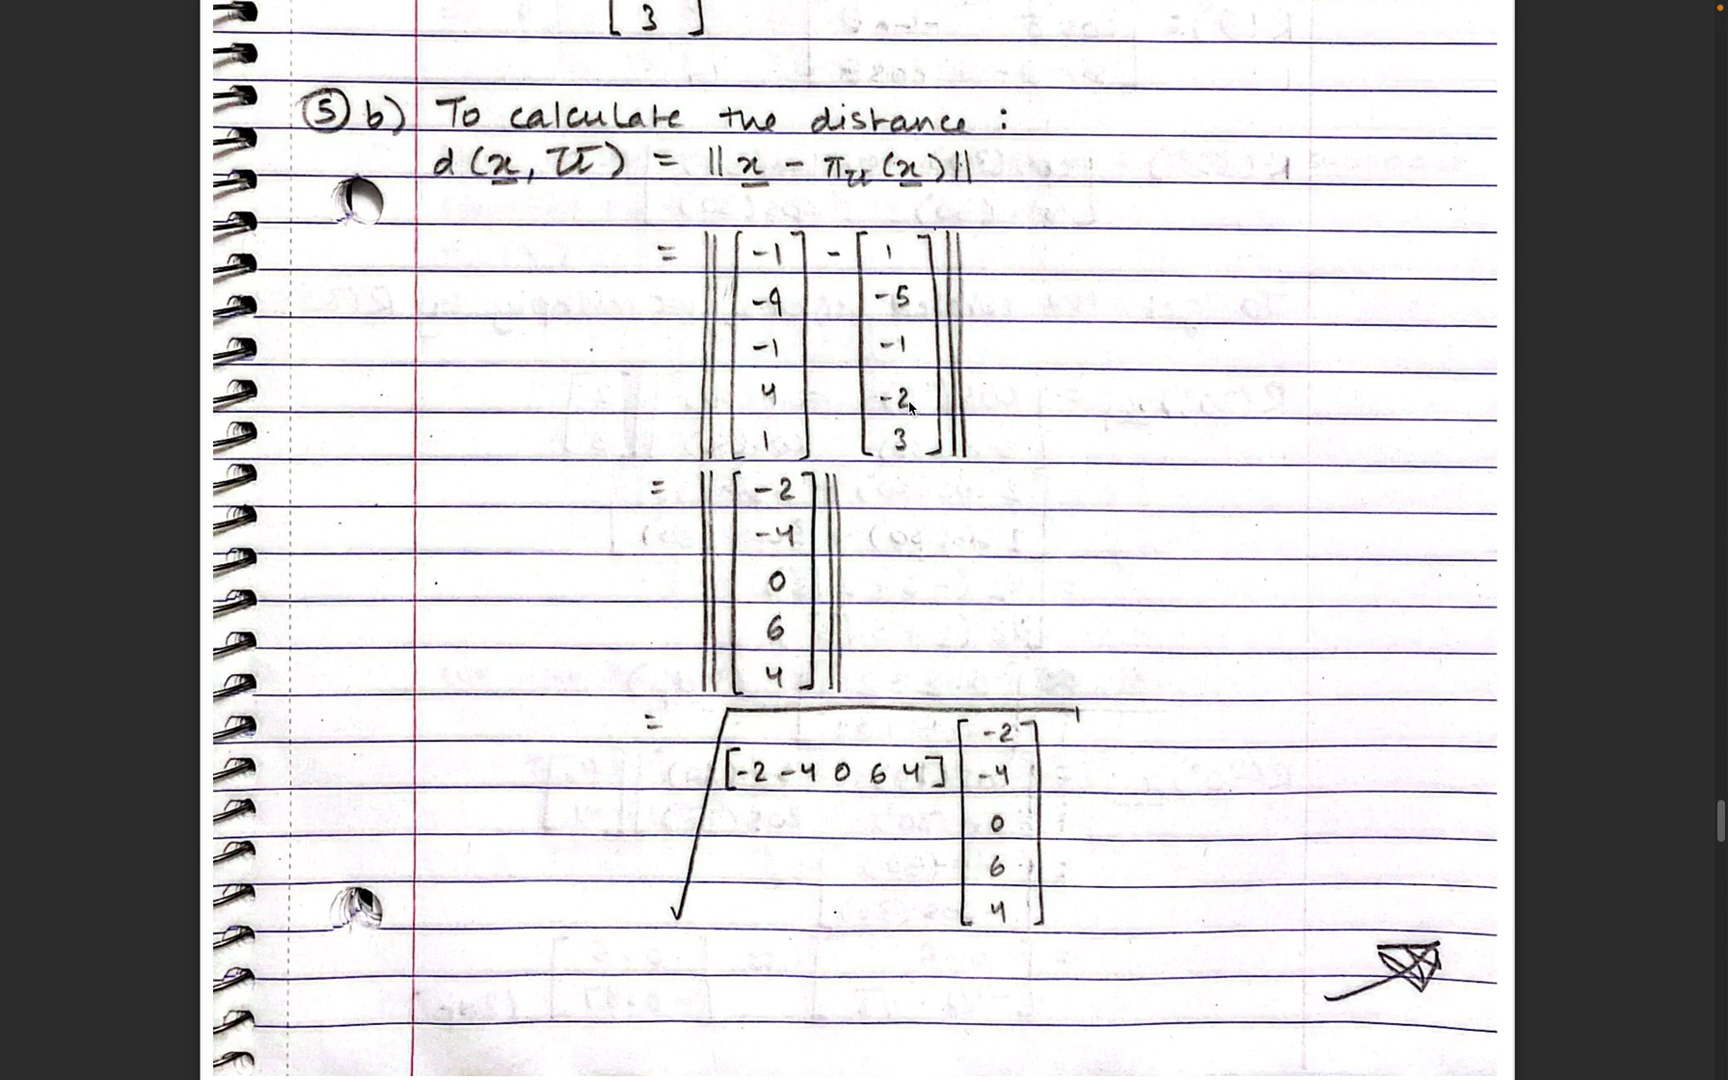 [ 3 ]
⑤ b) To calculate the distance :
d(x, U) = || x - πU(x) ||
= || [ -1 ] - [ 1 ] ||
-9 -5
-1 -1
4 -2
1 3
= || [ -2 ] ||
-4
0
6
4
= √ [ -2 ]
[-2 -4 0 6 4] -4
0
6
4